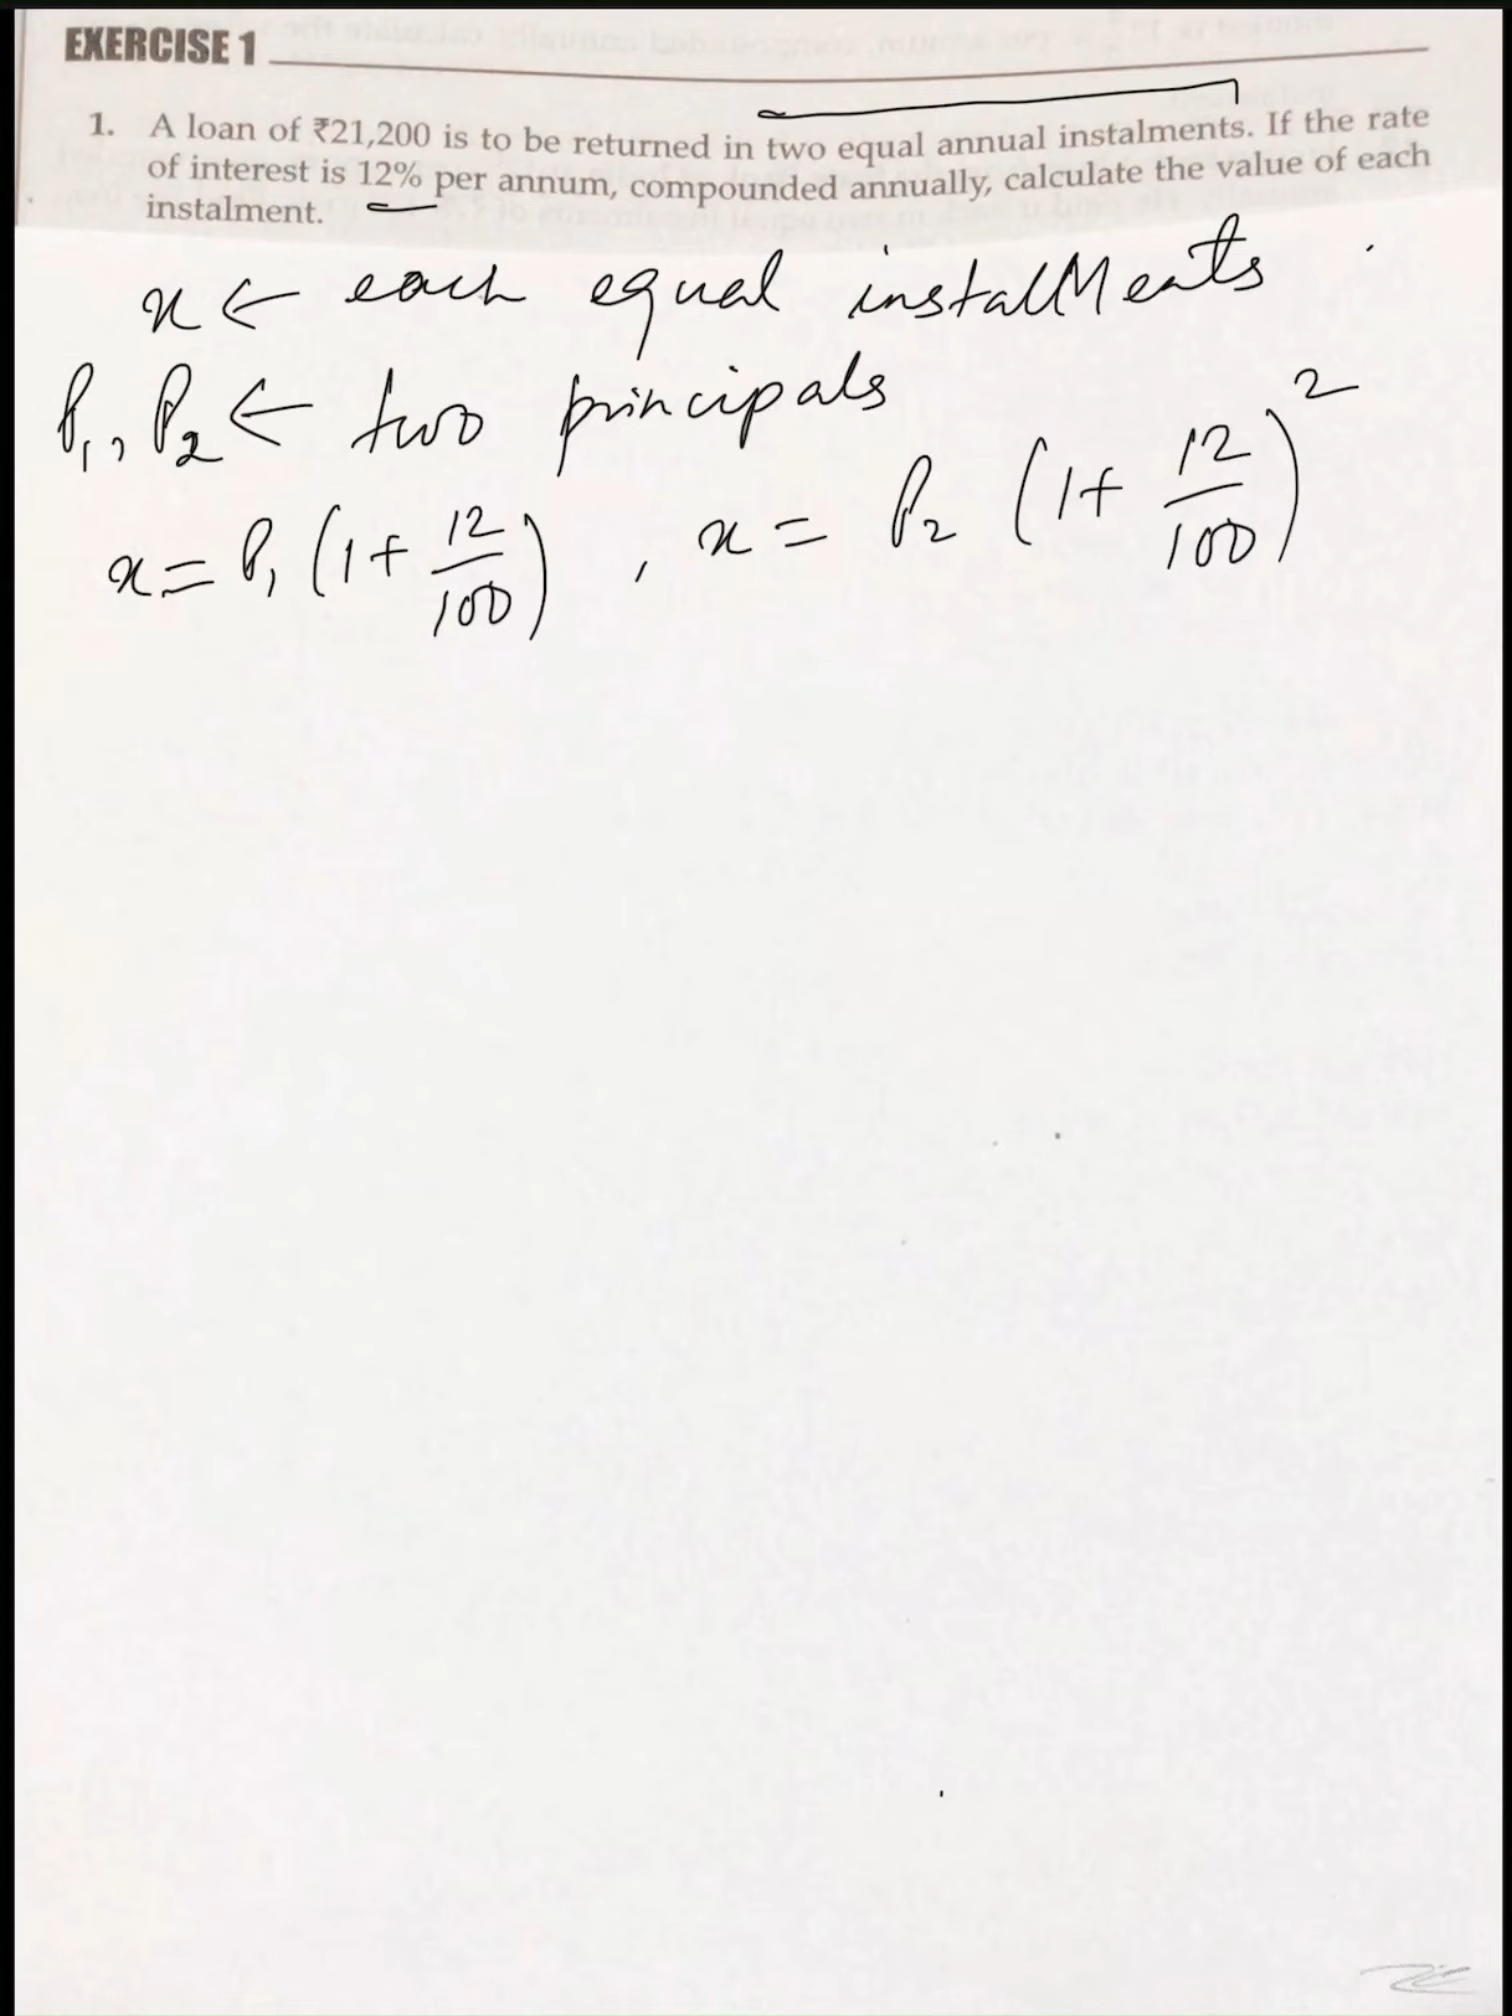 EXERCISE 1
1. A loan of ₹21,200 is to be returned in two equal annual instalments. If the rate
of interest is 12% per annum, compounded annually, calculate the value of each
instalment.
x ← each equal installments
P₁, P₂ ← two principals
x = P₁ (1 + 12/100) , x = P₂ (1 + 12/100)²